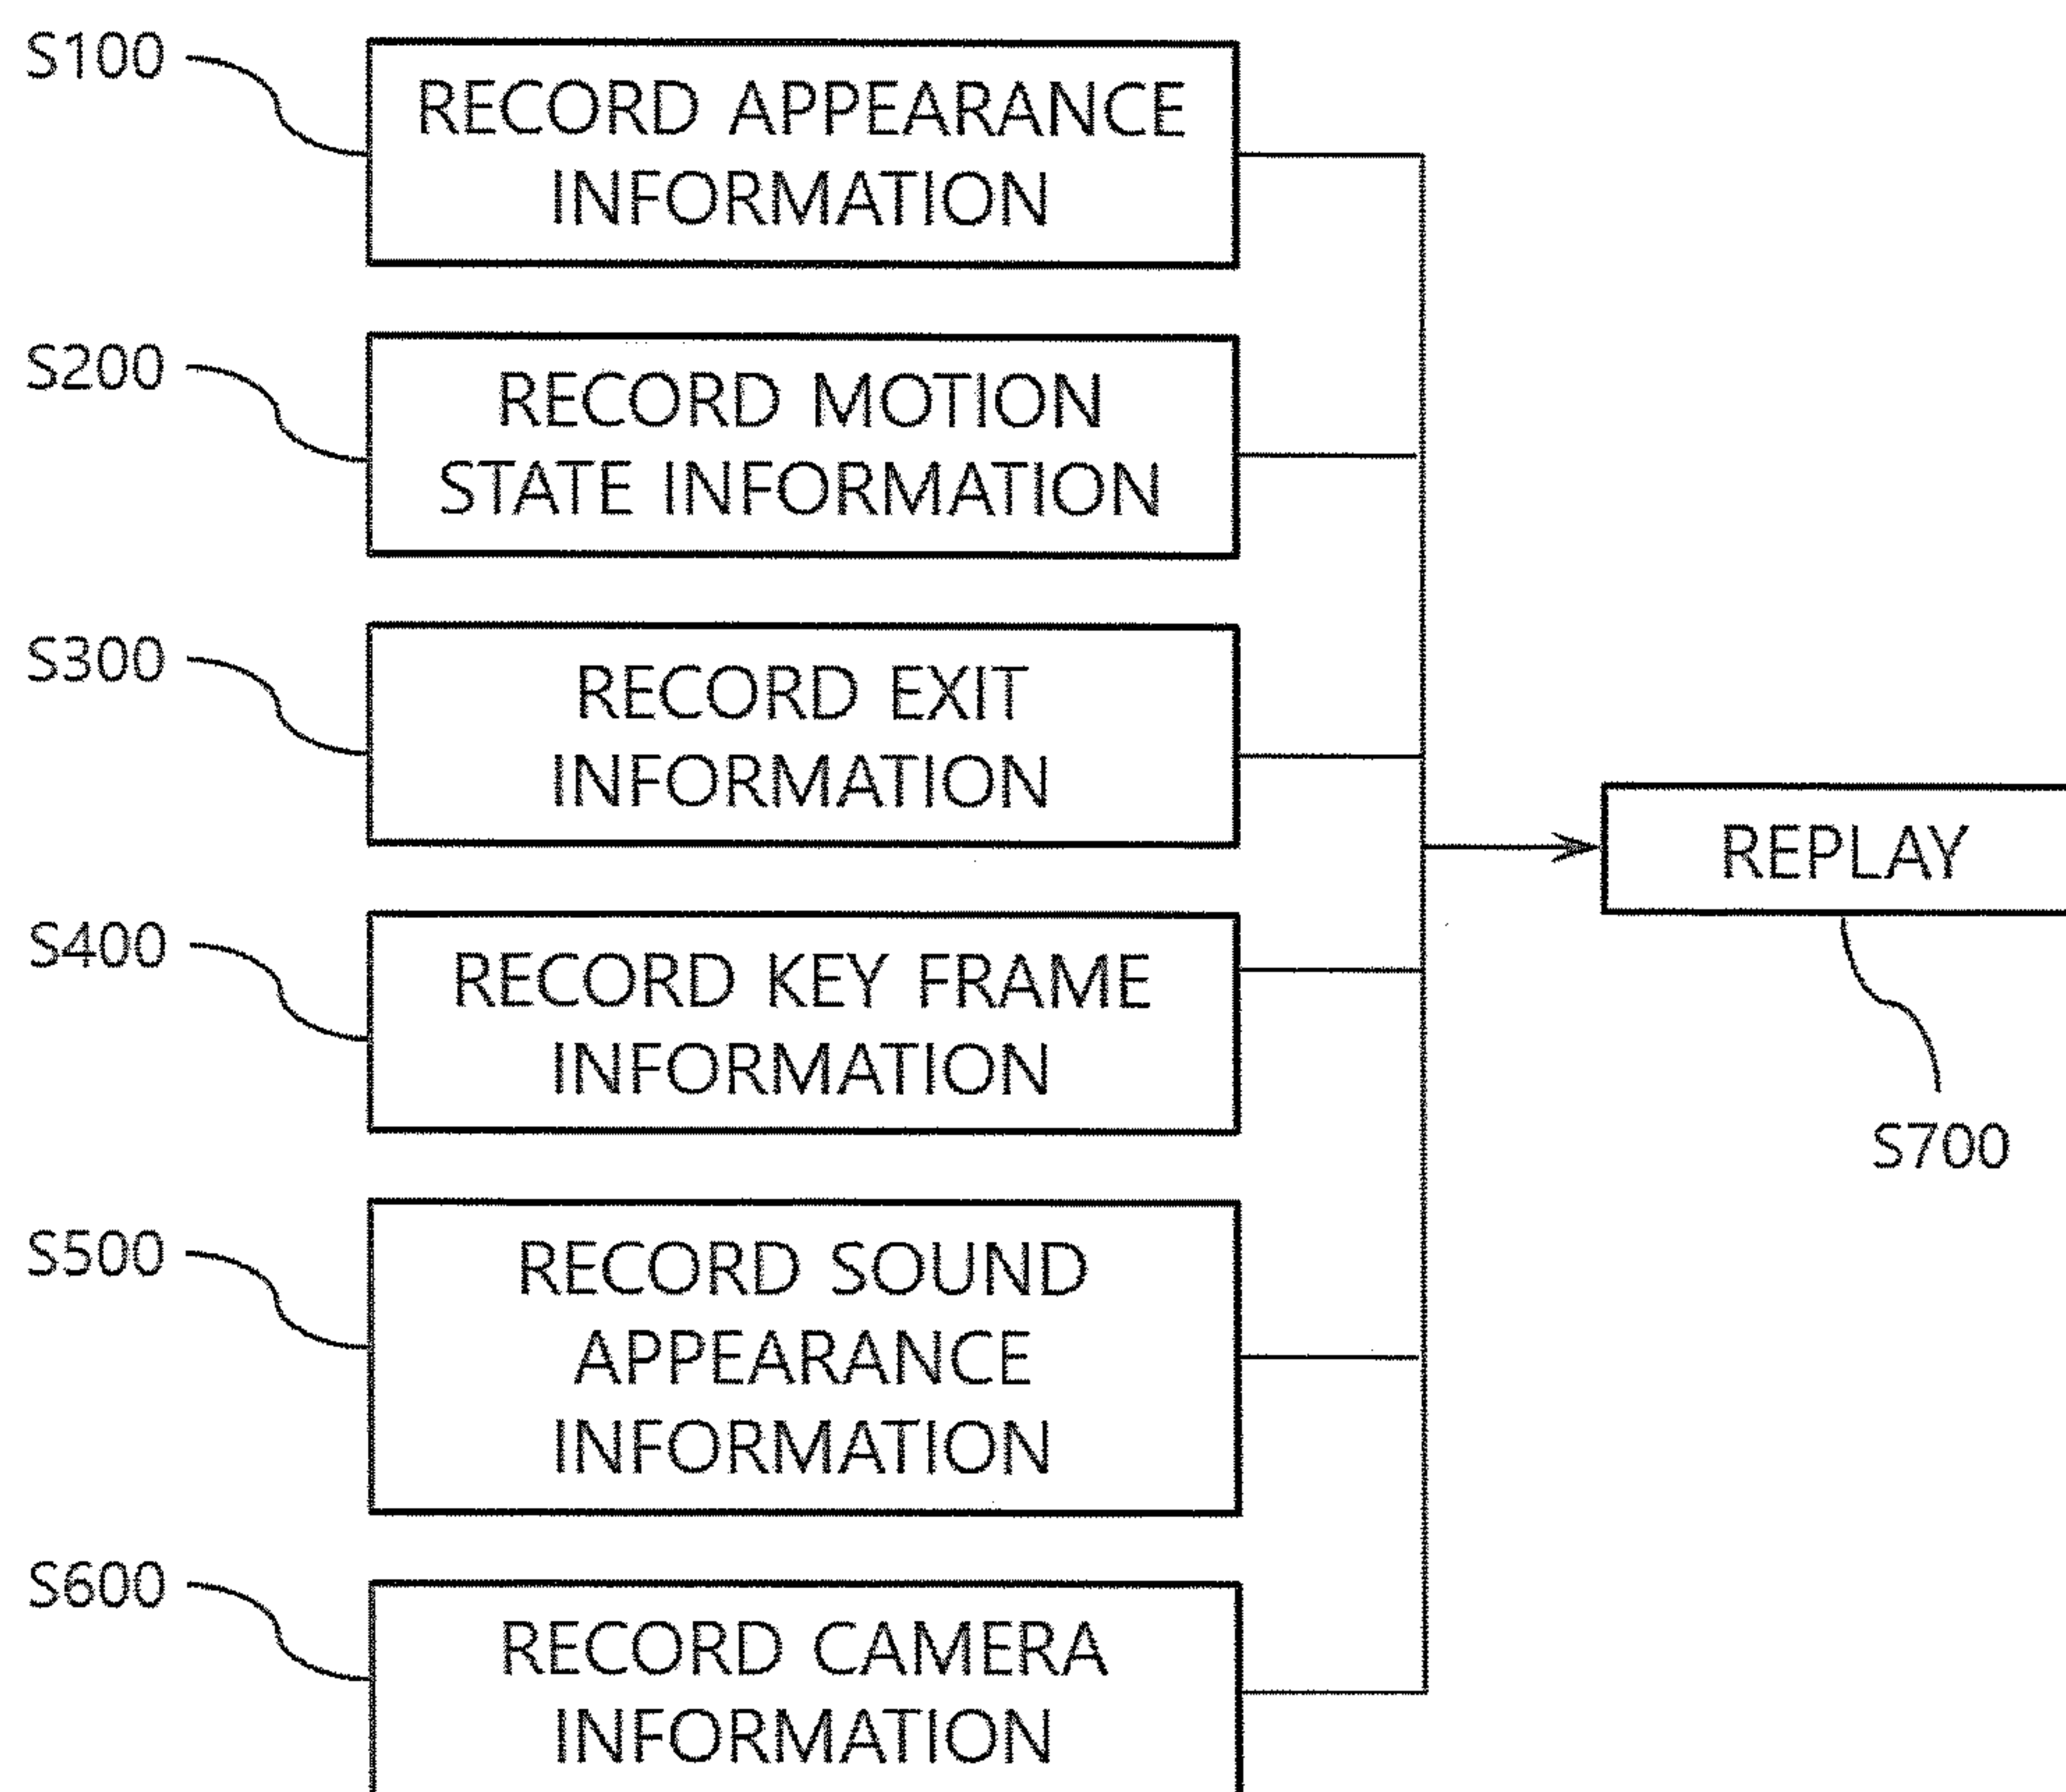 S100
RECORD APPEARANCE
INFORMATION
S200
RECORD MOTION
STATE INFORMATION
S300
RECORD EXIT
INFORMATION
S400
RECORD KEY FRAME
INFORMATION
S500
RECORD SOUND
APPEARANCE
INFORMATION
S600
RECORD CAMERA
INFORMATION
REPLAY
S700